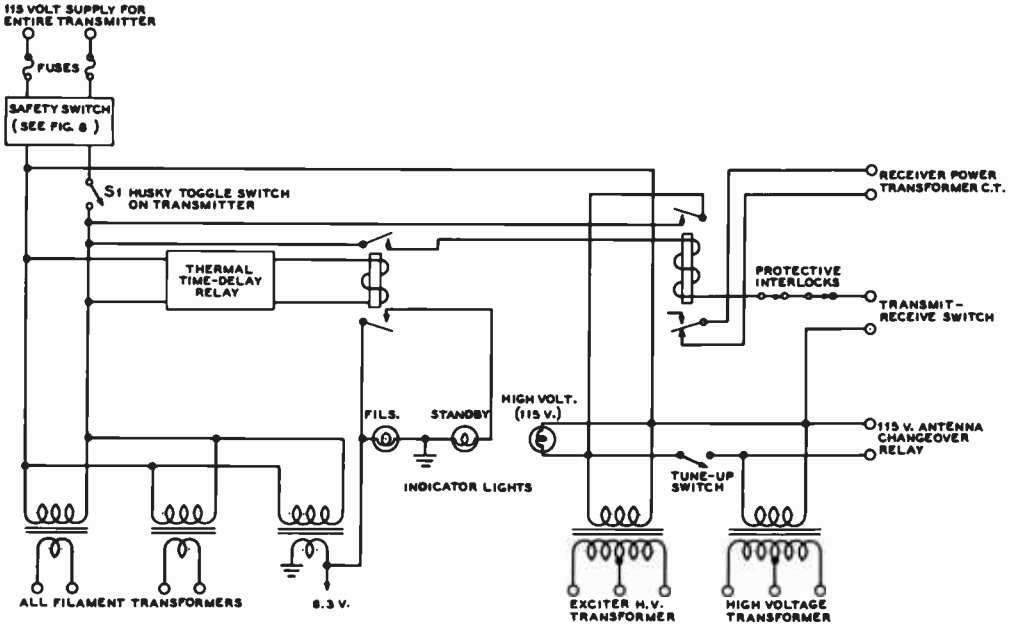 115 VOLT SUPPLY FOR
ENTIRE TRANSMITTER
FUSES
SAFETY SWITCH
(SEE FIG. 8)
S1 HUSKY TOGGLE SWITCH
ON TRANSMITTER
RECEIVER POWER
TRANSFORMER C.T.
THERMAL
TIME-DELAY
RELAY
PROTECTIVE
INTERLOCKS
TRANSMIT-
RECEIVE SWITCH
HIGH VOLT.
(115 V.)
FILS.
STANDBY
115 V. ANTENNA
CHANGEOVER
RELAY
INDICATOR LIGHTS
TUNE-UP
SWITCH
ALL FILAMENT TRANSFORMERS
6.3 V.
EXCITER H.V.
TRANSFORMER
HIGH VOLTAGE
TRANSFORMER